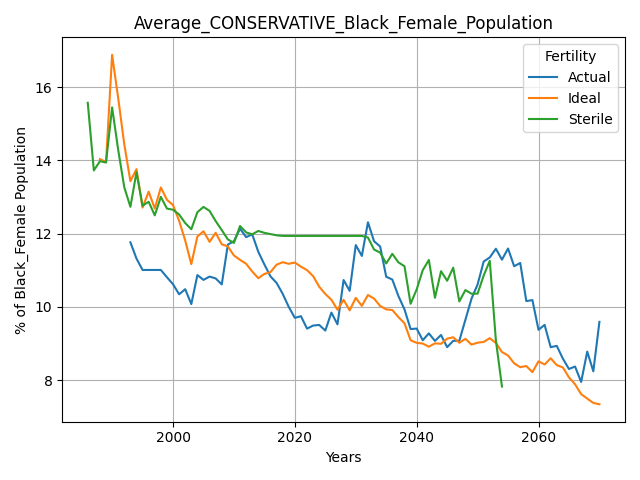 Average_CONSERVATIVE_Black_Female_Population
Fertility
Actual
Ideal
Sterile
% of Black_Female Population
16
14
12
10
8
2000
2020
2040
2060
Years